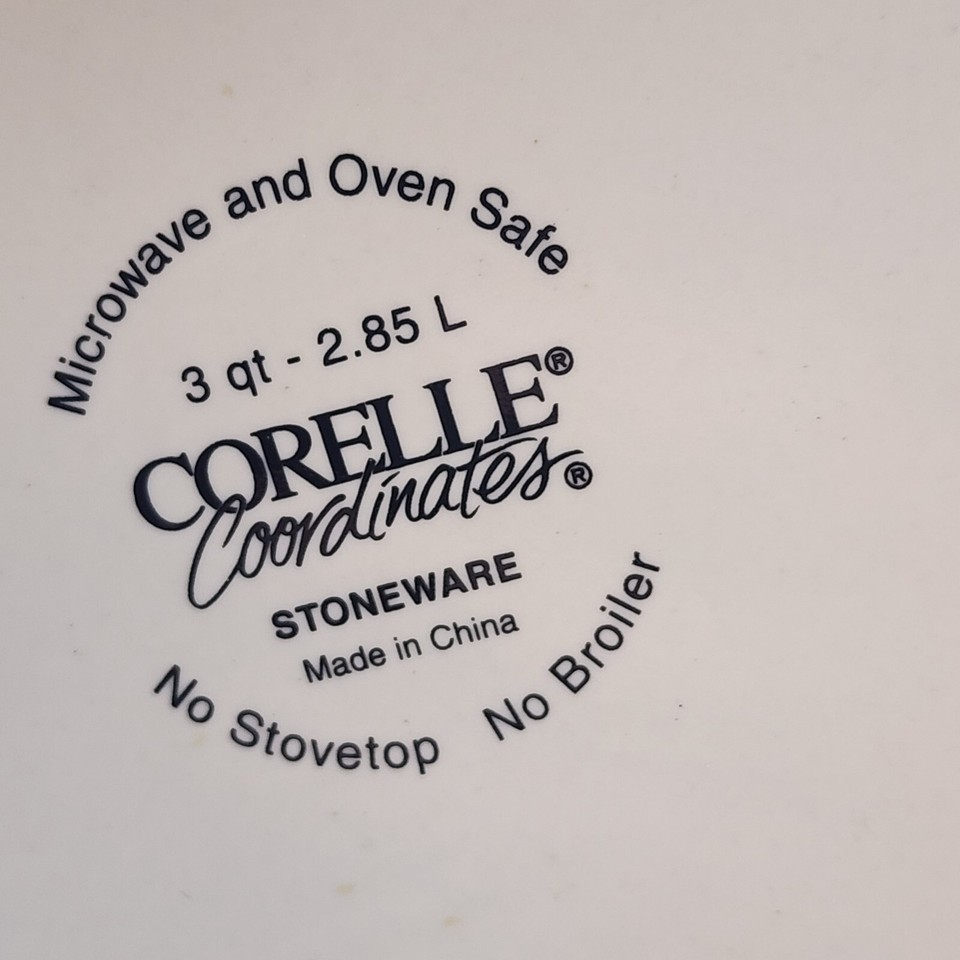 Microwave and Oven Safe
3 qt - 2.85 L
CORELLE®
Coordinates®
STONEWARE
Made in China
No Stovetop No Broiler